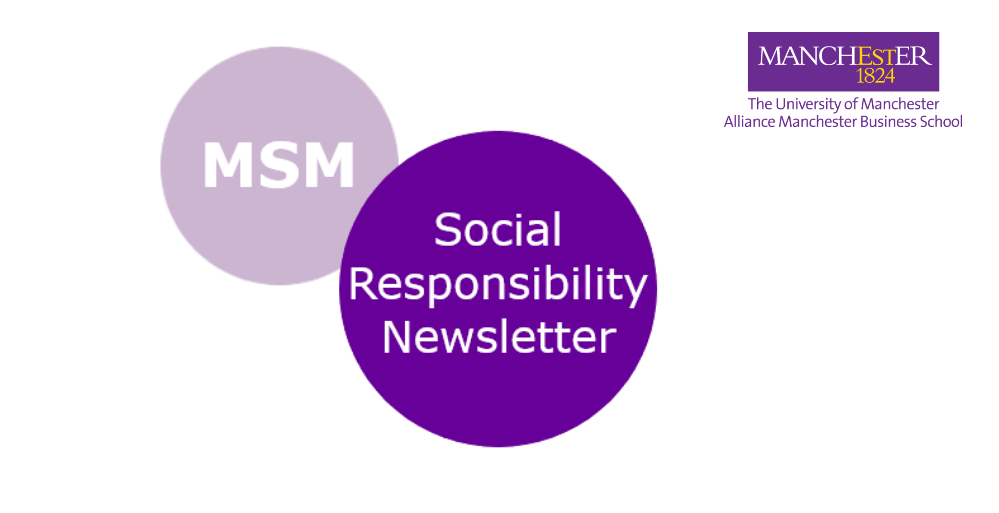 MSM
Social
Responsibility
Newsletter
MANCHESTER
1824
The University of Manchester
Alliance Manchester Business School